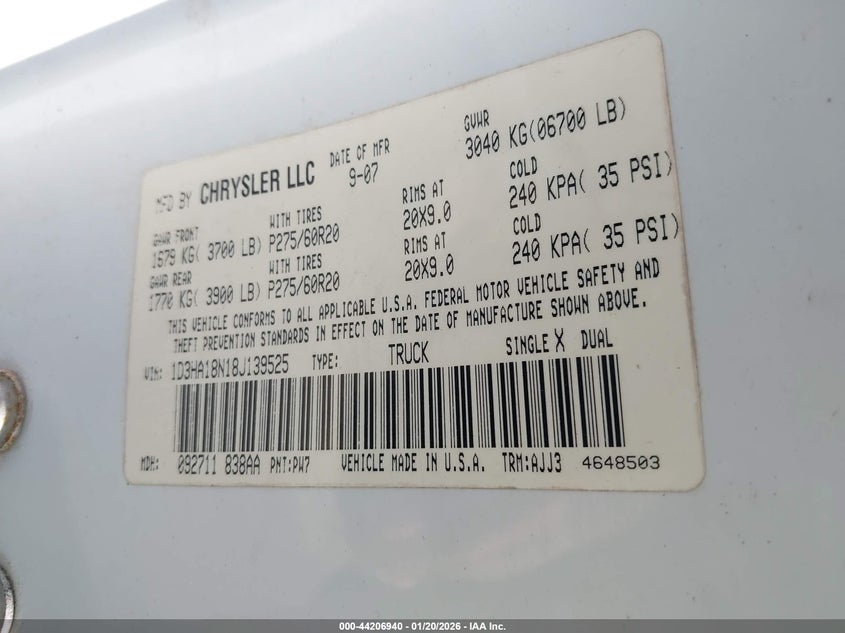 MFD BY CHRYSLER LLC DATE OF MFR 9-07 GVWR 3040 KG(06700 LB)
GAWR FRONT WITH TIRES RIMS AT COLD
1679 KG( 3700 LB) P275/60R20 20X9.0 240 KPA( 35 PSI)
GAWR REAR WITH TIRES RIMS AT COLD
1770 KG( 3900 LB) P275/60R20 20X9.0 240 KPA( 35 PSI)
THIS VEHICLE CONFORMS TO ALL APPLICABLE U.S.A. FEDERAL MOTOR VEHICLE SAFETY AND
THEFT PREVENTION STANDARDS IN EFFECT ON THE DATE OF MANUFACTURE SHOWN ABOVE.
VIN: 1D3HA18N18J139525 TYPE: TRUCK SINGLE X DUAL
MDH: 092711 838AA PNT:PW7 VEHICLE MADE IN U.S.A. TRM:AJJ3 4648503
000-44206940 - 01/20/2026 - IAA Inc.